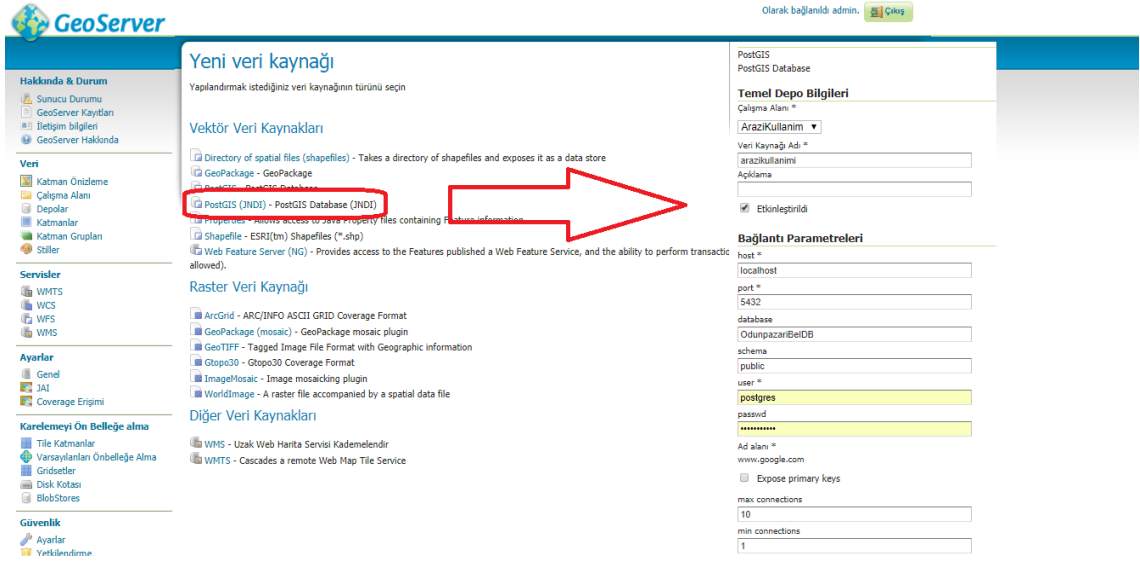 GeoServer
Olarak bağlanıldı admin.
Çıkış
Hakkında & Durum
Sunucu Durumu
GeoServer Kayıtları
İletişim bilgileri
GeoServer Hakkında
Veri
Katman Önizleme
Çalışma Alanı
Depolar
Katmanlar
Katman Grupları
Stiller
Servisler
WMTS
WCS
WFS
WMS
Ayarlar
Genel
JAI
Coverage Erişimi
Karelemeyi Ön Belleğe alma
Tile Katmanlar
Varsayılanları Önbelleğe Alma
Gridsetler
Disk Kotası
BlobStores
Güvenlik
Ayarlar
Yetkilendirme
Yeni veri kaynağı
Yapılandırmak istediğiniz veri kaynağının türünü seçin
Vektör Veri Kaynakları
Directory of spatial files (shapefiles) - Takes a directory of shapefiles and exposes it as a data store
GeoPackage - GeoPackage
PostGIS - PostGIS Database
PostGIS (JNDI) - PostGIS Database (JNDI)
Properties - Allows access to Java Property files containing Feature information
Shapefile - ESRI(tm) Shapefiles (*.shp)
Web Feature Server (NG) - Provides access to the Features published a Web Feature Service, and the ability to perform transactic
allowed).
Raster Veri Kaynağı
ArcGrid - ARC/INFO ASCII GRID Coverage Format
GeoPackage (mosaic) - GeoPackage mosaic plugin
GeoTIFF - Tagged Image File Format with Geographic information
Gtopo30 - Gtopo30 Coverage Format
ImageMosaic - Image mosaicking plugin
WorldImage - A raster file accompanied by a spatial data file
Diğer Veri Kaynakları
WMS - Uzak Web Harita Servisi Kademelendir
WMTS - Cascades a remote Web Map Tile Service
PostGIS
PostGIS Database
Temel Depo Bilgileri
Çalışma Alanı *
AraziKullanim
Veri Kaynağı Adı *
arazikullanimi
Açıklama
Etkinleştirildi
Bağlantı Parametreleri
host *
localhost
port *
5432
database
OdunpazariBelDB
schema
public
user *
postgres
passwd
•••••••••••
Ad alanı *
www.google.com
Expose primary keys
max connections
10
min connections
1